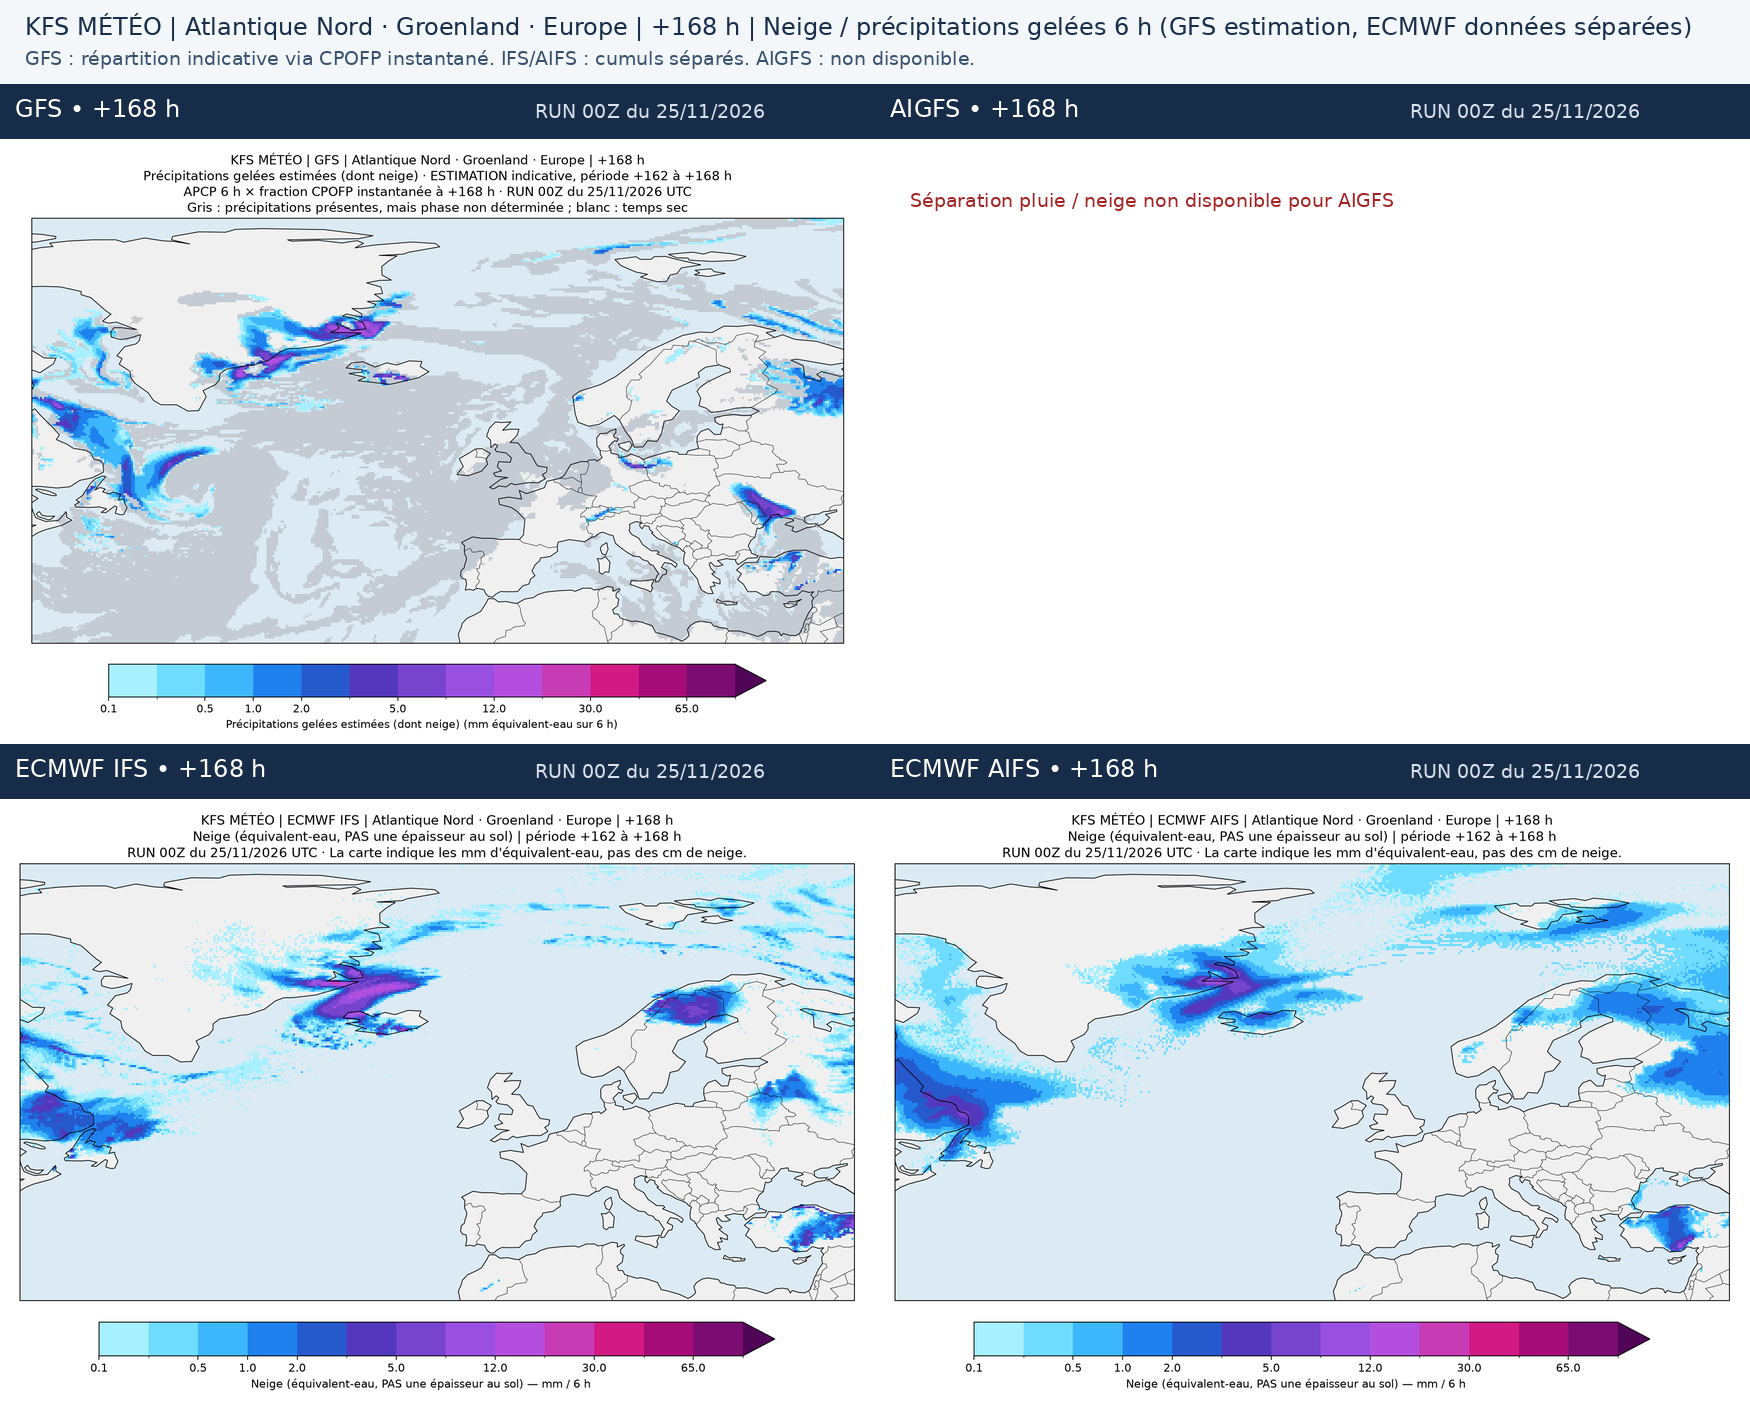 KFS MÉTÉO | Atlantique Nord · Groenland · Europe | +168 h | Neige / précipitations gelées 6 h (GFS estimation, ECMWF données séparées)
GFS : répartition indicative via CPOFP instantané. IFS/AIFS : cumuls séparés. AIGFS : non disponible.
GFS • +168 h
RUN 00Z du 25/11/2026
AIGFS • +168 h
RUN 00Z du 25/11/2026
KFS MÉTÉO | GFS | Atlantique Nord · Groenland · Europe | +168 h
Précipitations gelées estimées (dont neige) · ESTIMATION indicative, période +162 à +168 h
APCP 6 h × fraction CPOFP instantanée à +168 h · RUN 00Z du 25/11/2026 UTC
Gris : précipitations présentes, mais phase non déterminée ; blanc : temps sec
Séparation pluie / neige non disponible pour AIGFS
0.1 0.5 1.0 2.0 5.0 12.0 30.0 65.0
Précipitations gelées estimées (dont neige) (mm équivalent-eau sur 6 h)
ECMWF IFS • +168 h
RUN 00Z du 25/11/2026
ECMWF AIFS • +168 h
RUN 00Z du 25/11/2026
KFS MÉTÉO | ECMWF IFS | Atlantique Nord · Groenland · Europe | +168 h
Neige (équivalent-eau, PAS une épaisseur au sol) | période +162 à +168 h
RUN 00Z du 25/11/2026 UTC · La carte indique les mm d'équivalent-eau, pas des cm de neige.
KFS MÉTÉO | ECMWF AIFS | Atlantique Nord · Groenland · Europe | +168 h
Neige (équivalent-eau, PAS une épaisseur au sol) | période +162 à +168 h
RUN 00Z du 25/11/2026 UTC · La carte indique les mm d'équivalent-eau, pas des cm de neige.
0.1 0.5 1.0 2.0 5.0 12.0 30.0 65.0
Neige (équivalent-eau, PAS une épaisseur au sol) — mm / 6 h
0.1 0.5 1.0 2.0 5.0 12.0 30.0 65.0
Neige (équivalent-eau, PAS une épaisseur au sol) — mm / 6 h